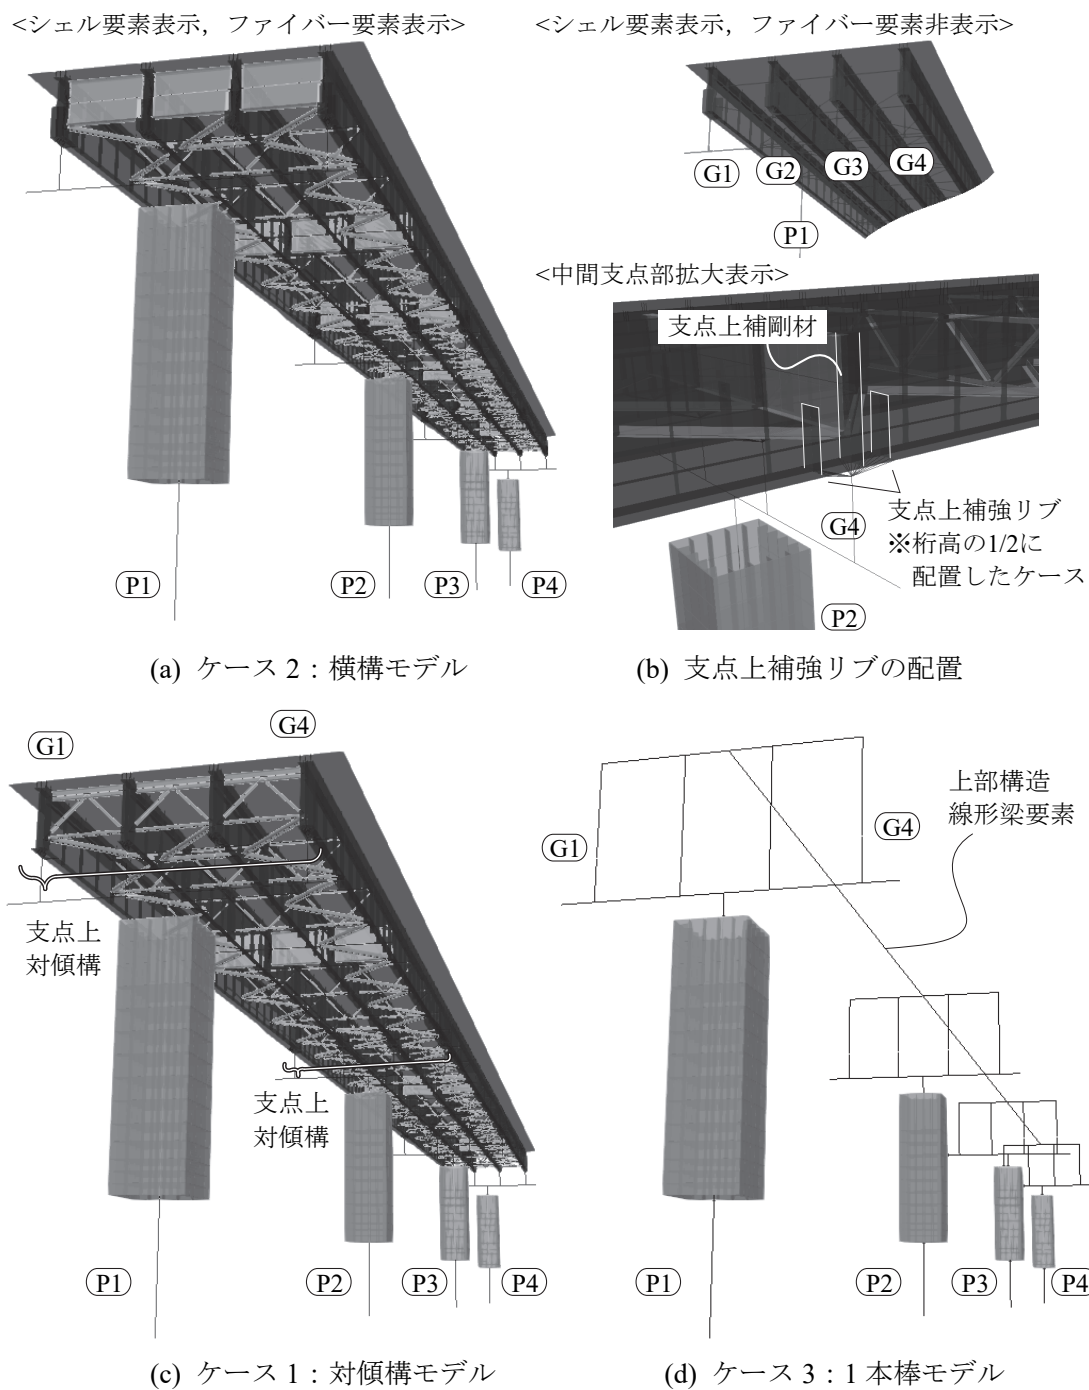 <シェル要素表示，ファイバー要素表示>
P1
P2
P3
P4
(a) ケース 2：横構モデル
<シェル要素表示，ファイバー要素非表示>
G1
G2
G3
G4
P1
<中間支点部拡大表示>
支点上補剛材
G4
支点上補強リブ
※桁高の1/2に
配置したケース
P2
(b) 支点上補強リブの配置
G1
G4
支点上
対傾構
支点上
対傾構
P1
P2
P3
P4
(c) ケース 1：対傾構モデル
上部構造
線形梁要素
G1
G4
P1
P2
P3
P4
(d) ケース 3：1 本棒モデル